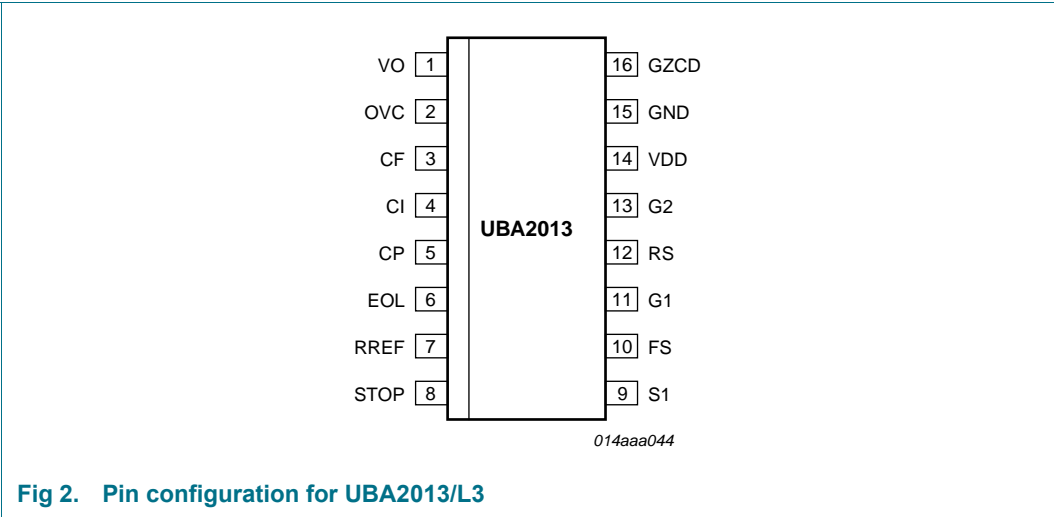 VO 1 16 GZCD
OVC 2 15 GND
CF 3 14 VDD
CI 4 13 G2
UBA2013
CP 5 12 RS
EOL 6 11 G1
RREF 7 10 FS
STOP 8 9 S1
014aaa044
Fig 2. Pin configuration for UBA2013/L3